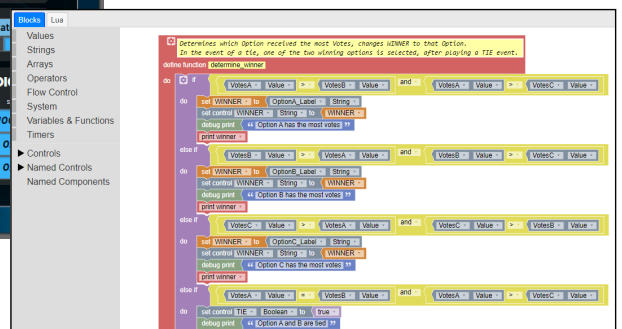 Blocks Lua
Values
Strings
Arrays
Operators
Flow Control
System
Variables & Functions
Timers
Controls
Named Controls
Named Components
Determines which Option received the most Votes, changes WINNER to that Option.
In the event of a tie, one of the two winning options is selected, after playing a TIE event.
define function determine_winner
do if VotesA Value > VotesB Value and VotesA Value > VotesC Value
do set WINNER to OptionA_Label String
set control WINNER String to WINNER
debug print “ Option A has the most votes ”
print winner
else if VotesB Value > VotesA Value and VotesB Value > VotesC Value
do set WINNER to OptionB_Label String
set control WINNER String to WINNER
debug print “ Option B has the most votes ”
print winner
else if VotesC Value > VotesB Value and VotesC Value > VotesA Value
do set WINNER to OptionC_Label String
set control WINNER String to WINNER
debug print “ Option C has the most votes ”
print winner
else if VotesA Value = VotesB Value and VotesA Value > VotesC Value
do set control TIE Boolean to true
debug print “ Option A and B are tied ”